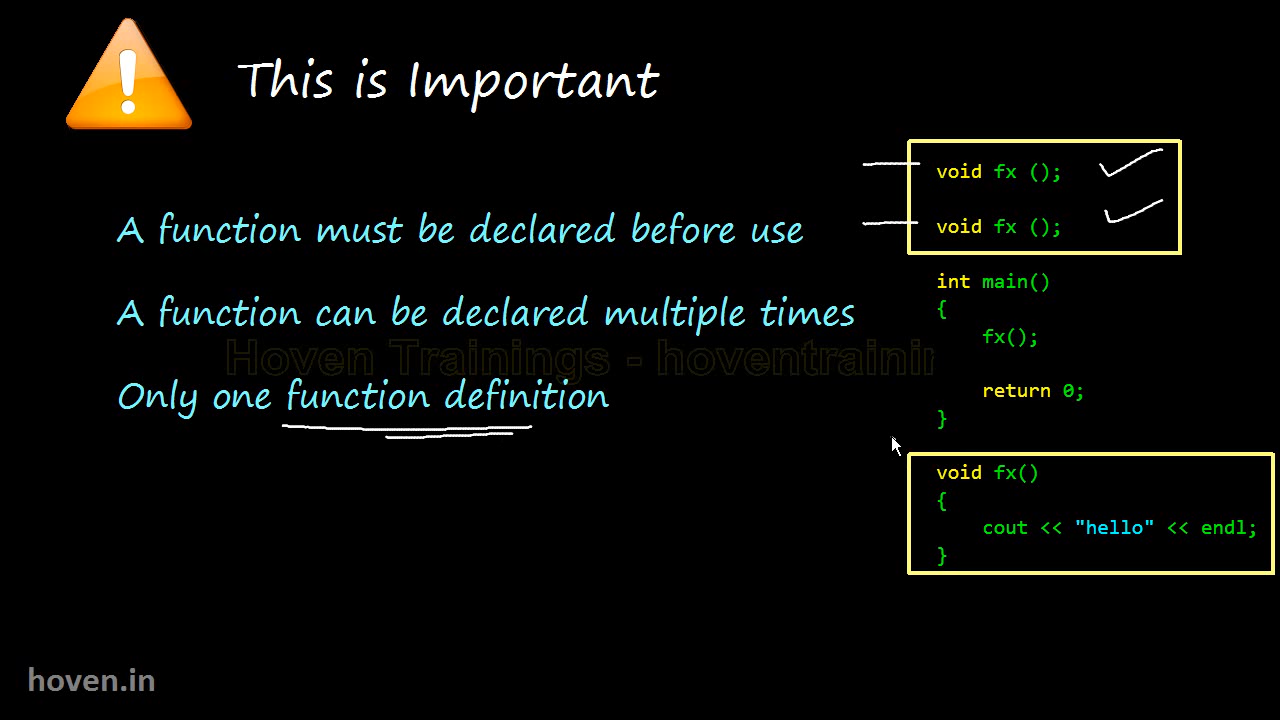 This is Important
A function must be declared before use
A function can be declared multiple times
Hoven Trainings - hoventrainin
Only one function definition
void fx ();
void fx ();
int main()
{
fx();
return 0;
}
void fx()
{
cout << "hello" << endl;
}
hoven.in